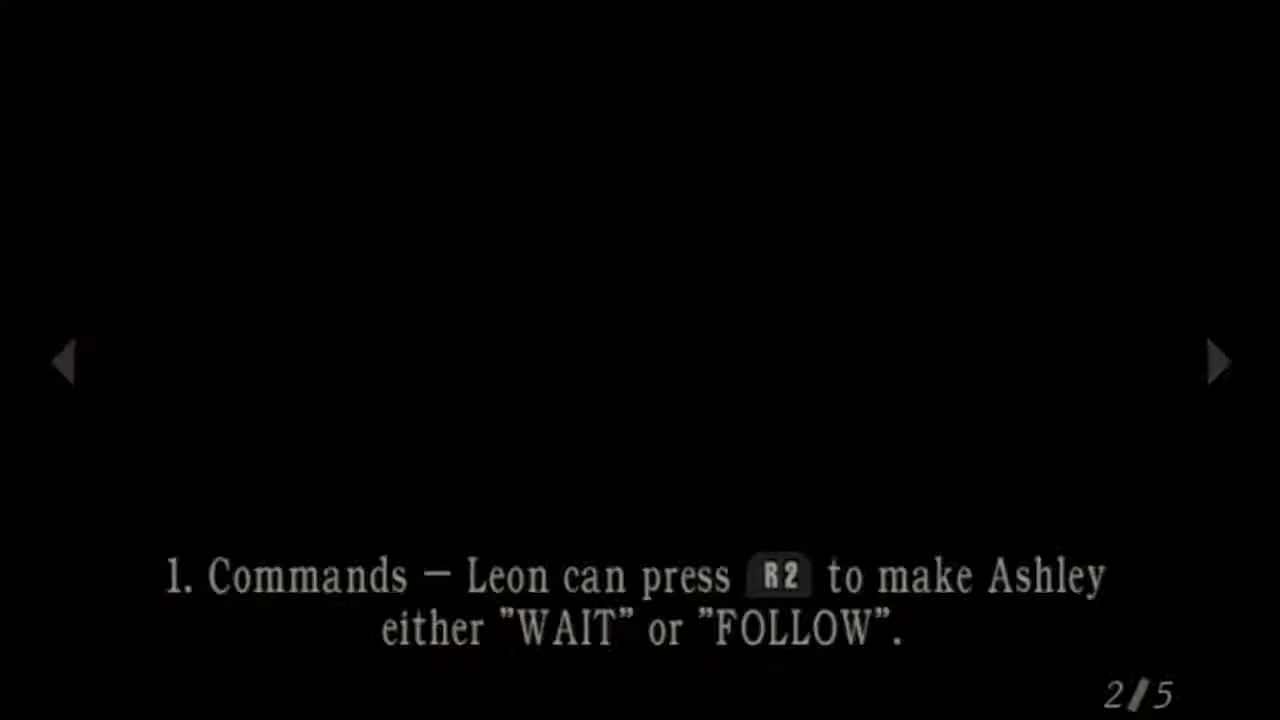 1. Commands — Leon can press R2 to make Ashley
either "WAIT" or "FOLLOW".
2/5